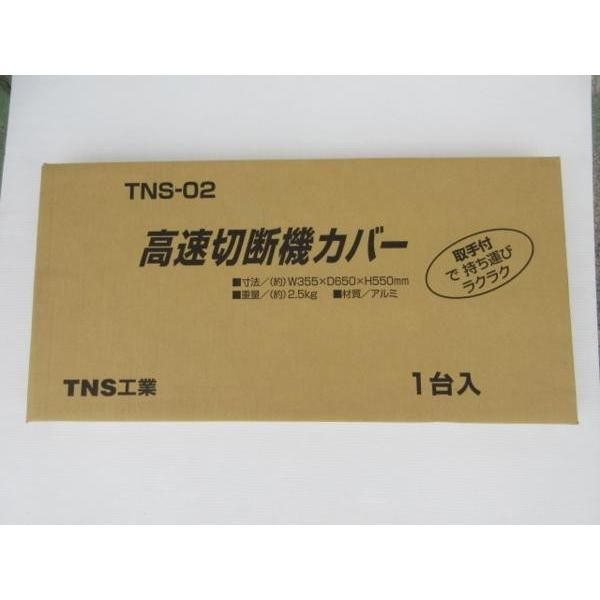 TNS-02
高速切断機カバー
■寸法/(約)W355×D650×H550mm
■重量/(約)2.5kg ■材質/アルミ
取手付
で持ち運び
ラクラク
TNS工業
1台入